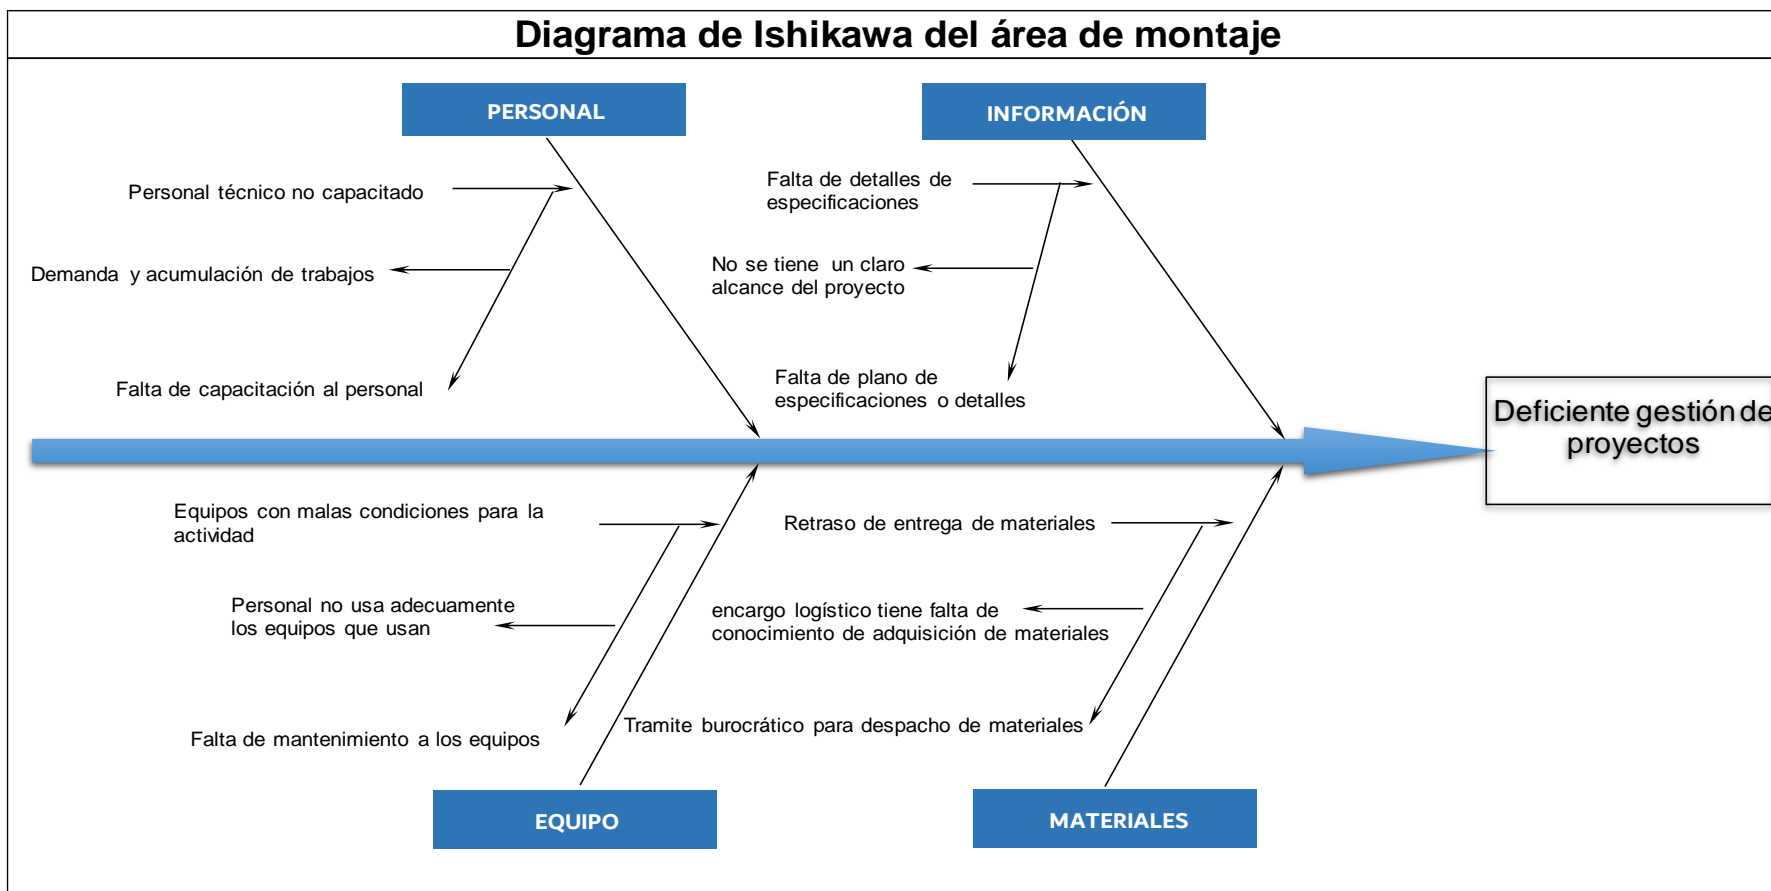 Diagrama de Ishikawa del área de montaje
PERSONAL
INFORMACIÓN
Personal técnico no capacitado
Demanda y acumulación de trabajos
Falta de capacitación al personal
Falta de detalles de
especificaciones
No se tiene un claro
alcance del proyecto
Falta de plano de
especificaciones o detalles
Deficiente gestión de
proyectos
Equipos con malas condiciones para la
actividad
Personal no usa adecuamente
los equipos que usan
Falta de mantenimiento a los equipos
Retraso de entrega de materiales
encargo logístico tiene falta de
conocimiento de adquisición de materiales
Tramite burocrático para despacho de materiales
EQUIPO
MATERIALES